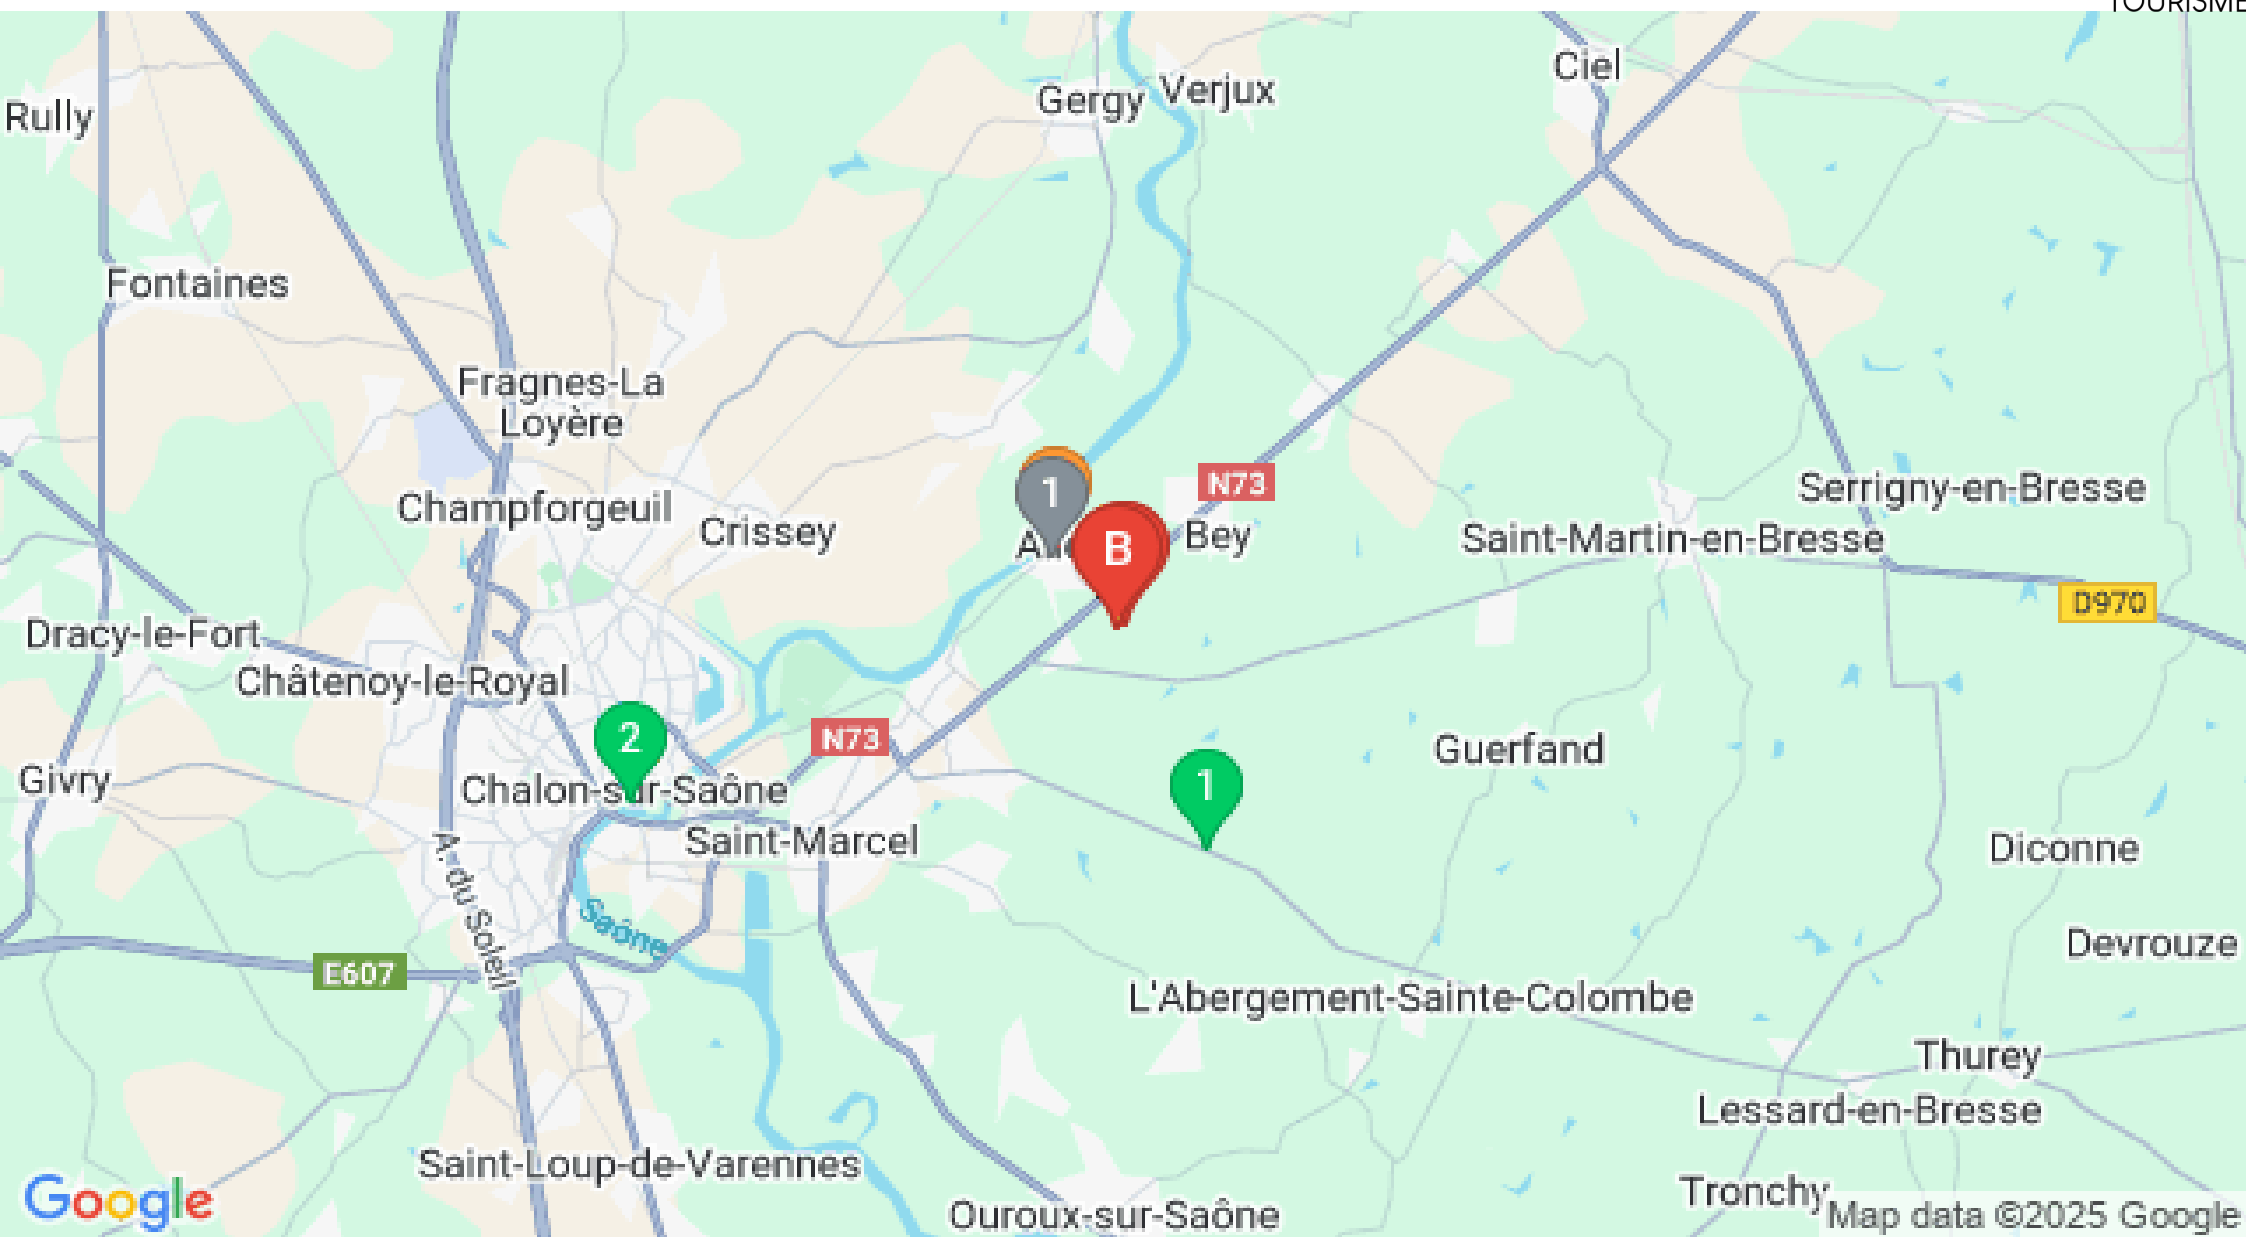 TOURISME
Ciel
Verjux
Gergy
Rully
Fontaines
Fragnes-La
Loyère
1
N73
Champforgeuil
Crissey
B
Bey
Serrigny-en-Bresse
Saint-Martin-en-Bresse
D970
Dracy-le-Fort
Châtenoy-le-Royal
2
N73
Guerfand
Givry
Chalon-sur-Saône
1
Saint-Marcel
Diconne
A. du Soleil
Saône
Devrouze
E607
L'Abergement-Sainte-Colombe
Thurey
Lessard-en-Bresse
Saint-Loup-de-Varennes
Tronchy
Google
Ouroux-sur-Saône
Map data ©2025 Google